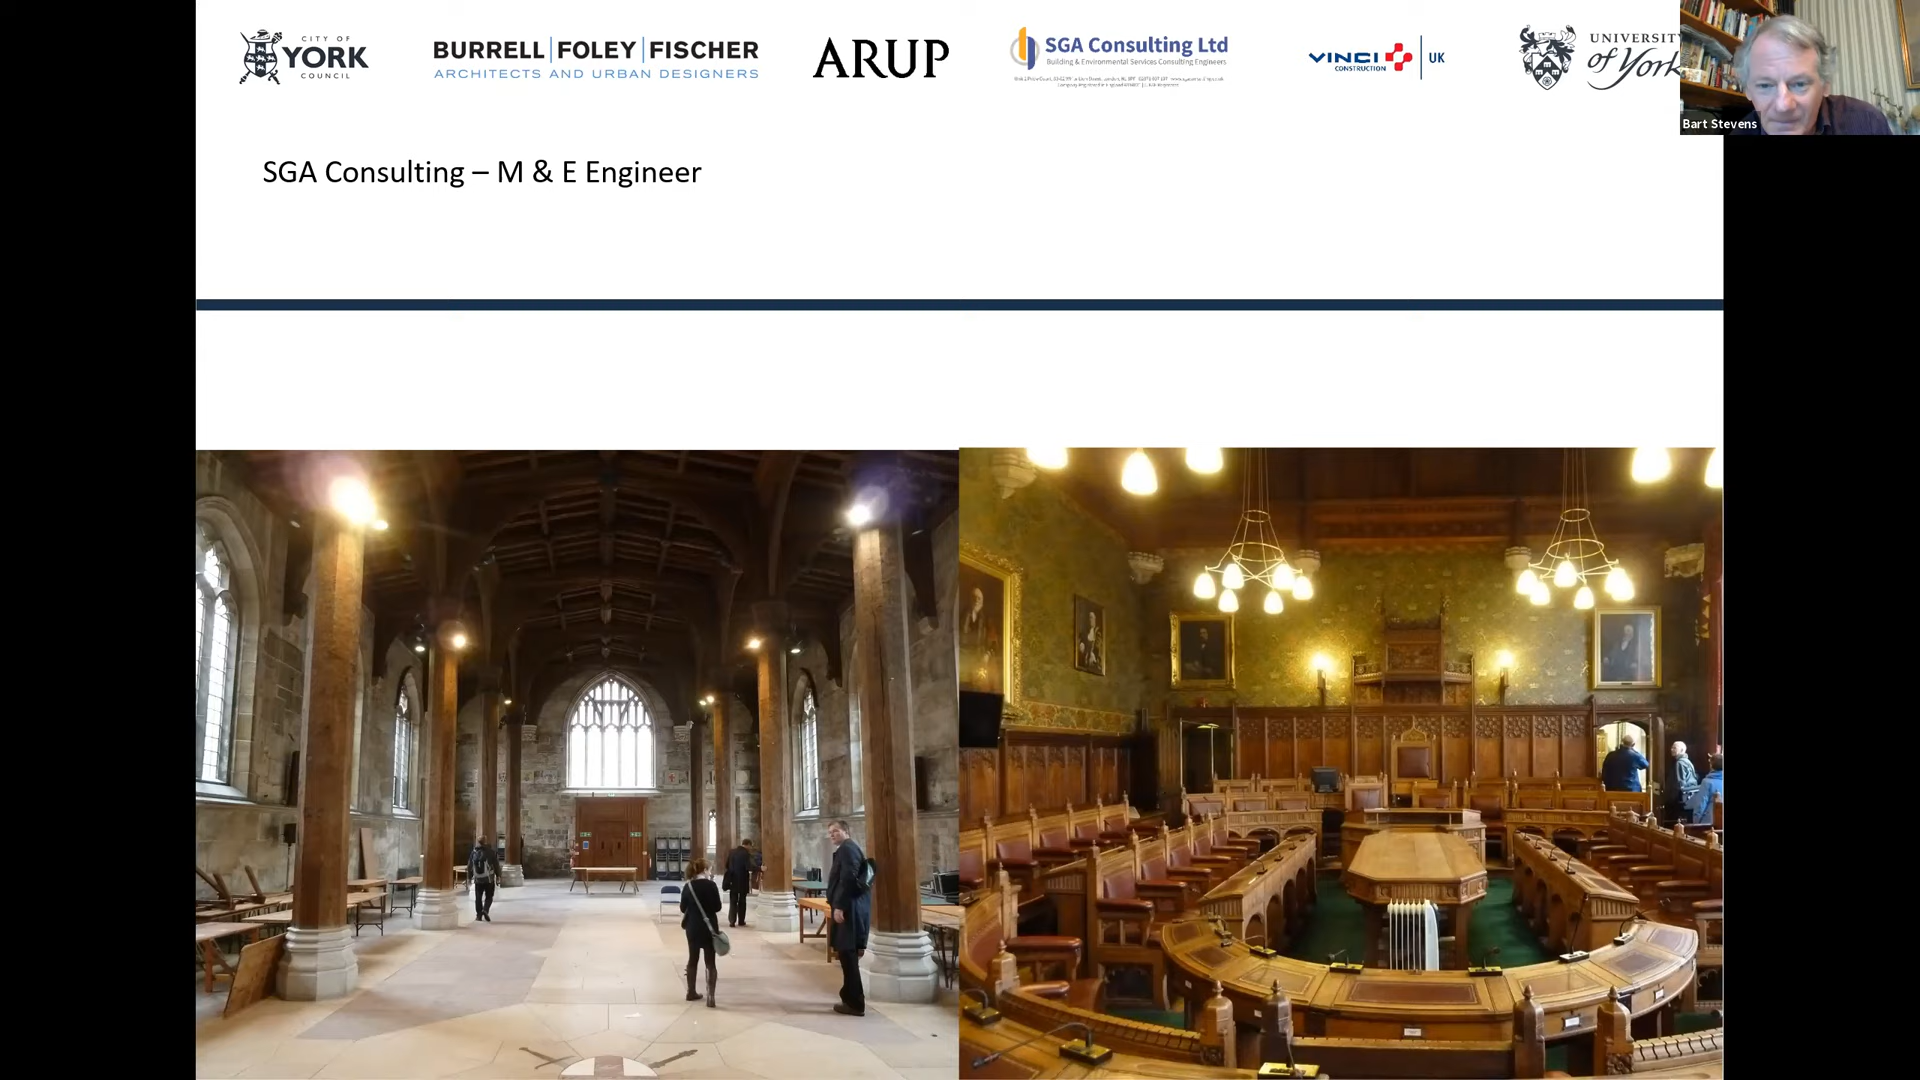 CITY OF
YORK
COUNCIL
BURRELL|FOLEY|FISCHER
ARCHITECTS AND URBAN DESIGNERS
ARUP
SGA Consulting Ltd
Building & Environmental Services Consulting Engineers
VINCI
CONSTRUCTION
UK
UNIVERSITY
of York
Bart Stevens
SGA Consulting – M & E Engineer